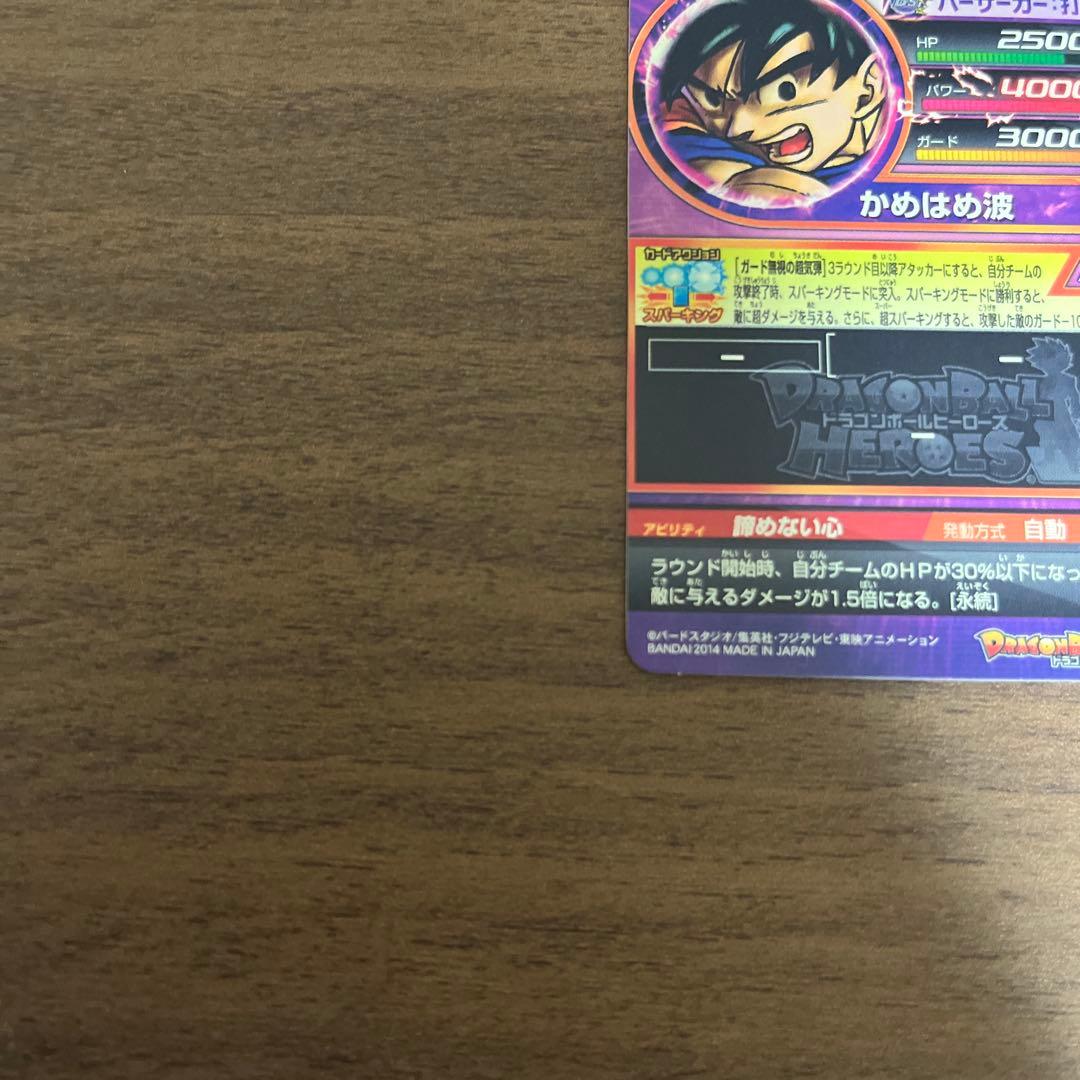 バーサーカー:打
HP 2500
パワー 4000
ガード 3000
かめはめ波
カードアクション
スパーキング
[ガード無視の超気弾]3ラウンド目以降アタッカーにすると、自分チームの
攻撃終了時、スパーキングモードに突入。スパーキングモードに勝利すると、
敵に超ダメージを与える。さらに、超スパーキングすると、攻撃した敵のガード-10
DRAGONBALL
ドラゴンボールヒーローズ
HEROES
アビリティ 諦めない心 発動方式 自動
ラウンド開始時、自分チームのHPが30%以下になっ
敵に与えるダメージが1.5倍になる。[永続]
©バードスタジオ/集英社・フジテレビ・東映アニメーション
BANDAI 2014 MADE IN JAPAN
DRAGONB
ドラゴ